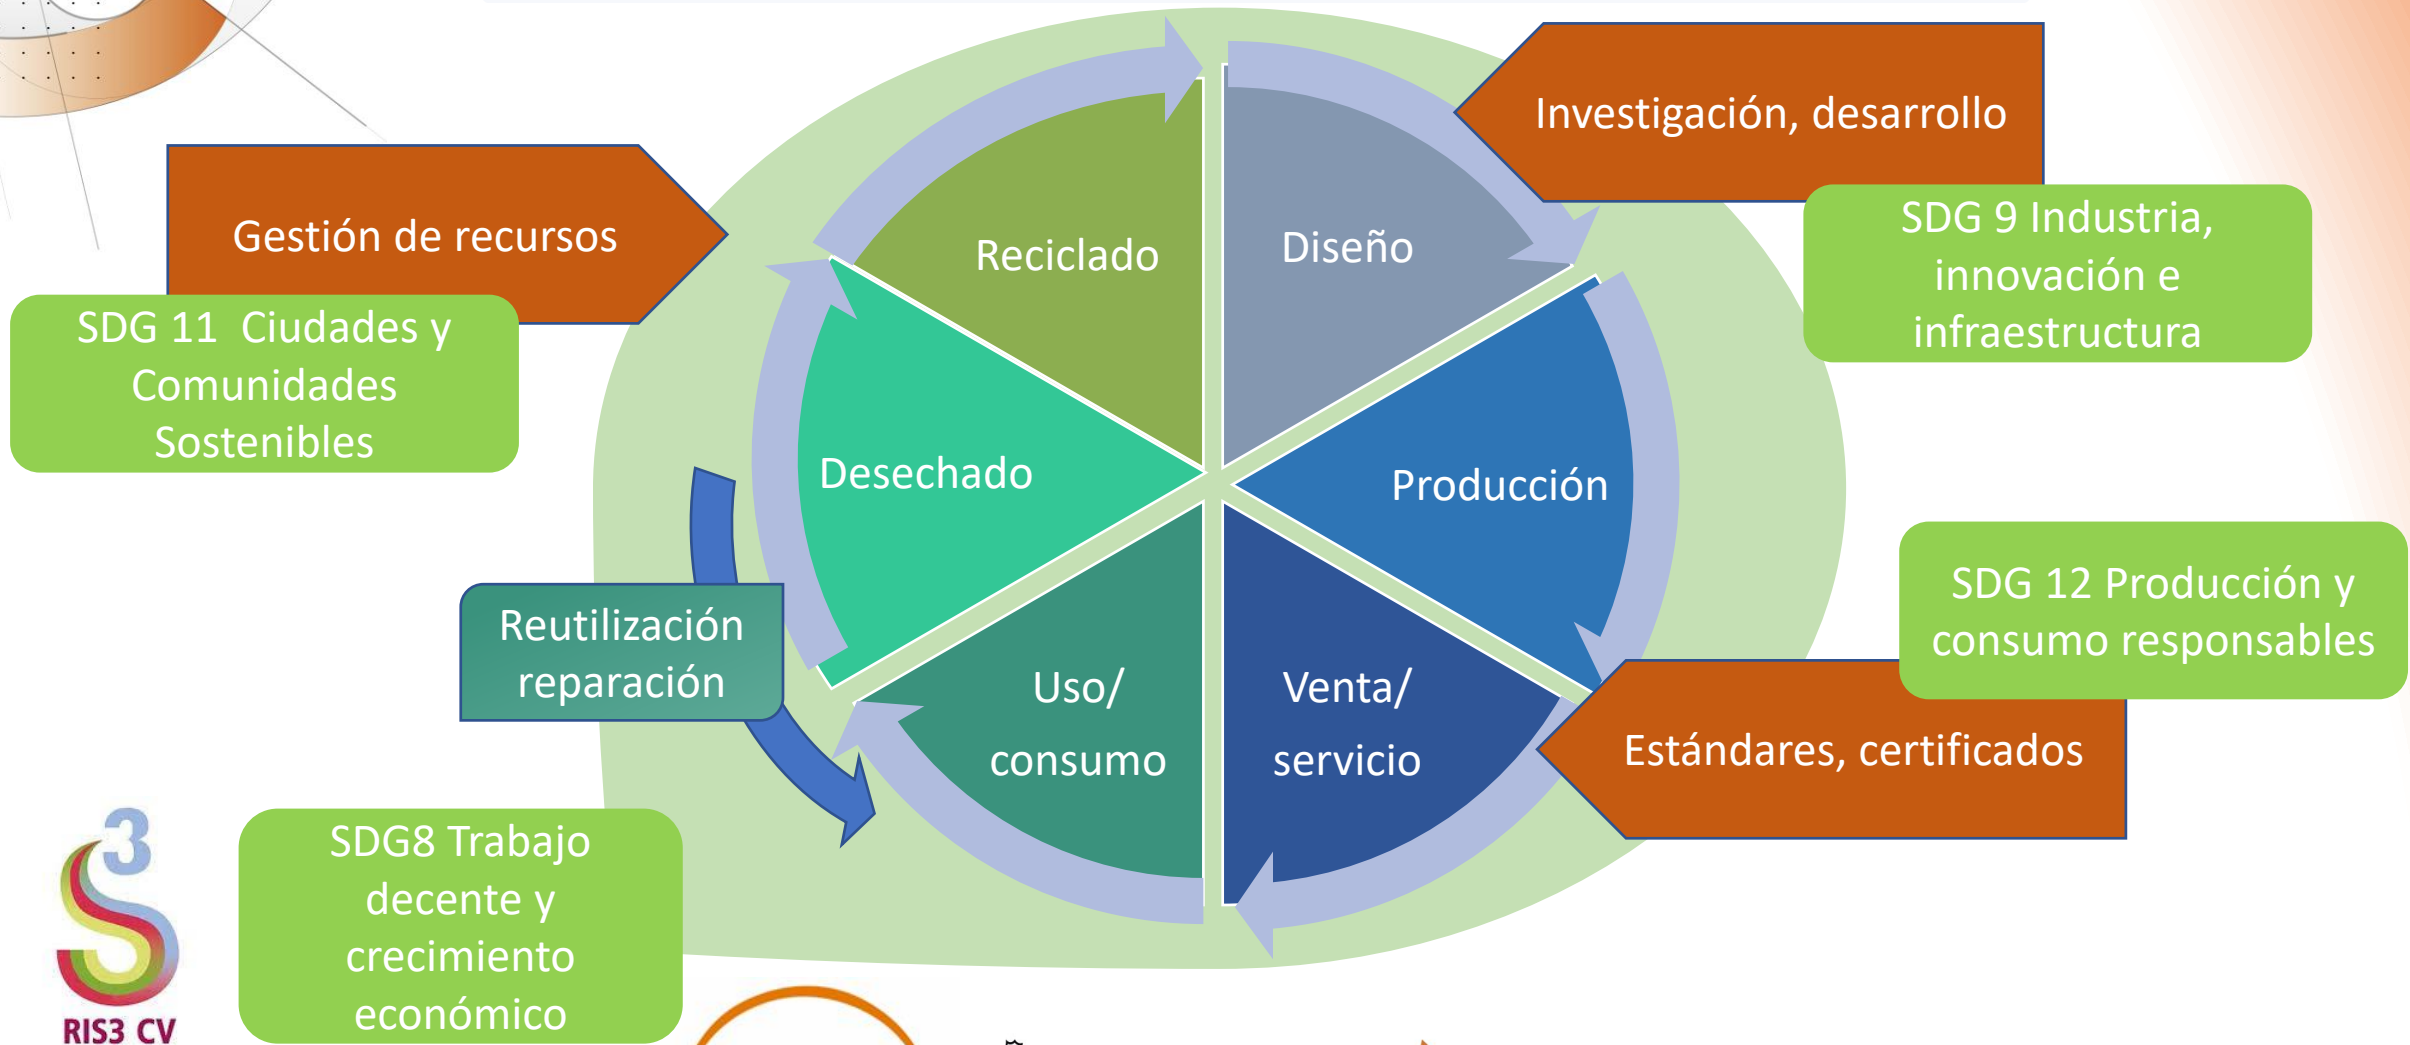 Investigación, desarrollo
SDG 9 Industria,
innovación e
infraestructura
Gestión de recursos
SDG 11 Ciudades y
Comunidades
Sostenibles
Reciclado
Diseño
Desechado
Producción
Reutilización
reparación
Uso/
consumo
Venta/
servicio
SDG 12 Producción y
consumo responsables
Estándares, certificados
SDG8 Trabajo
decente y
crecimiento
económico
S3
RIS3 CV